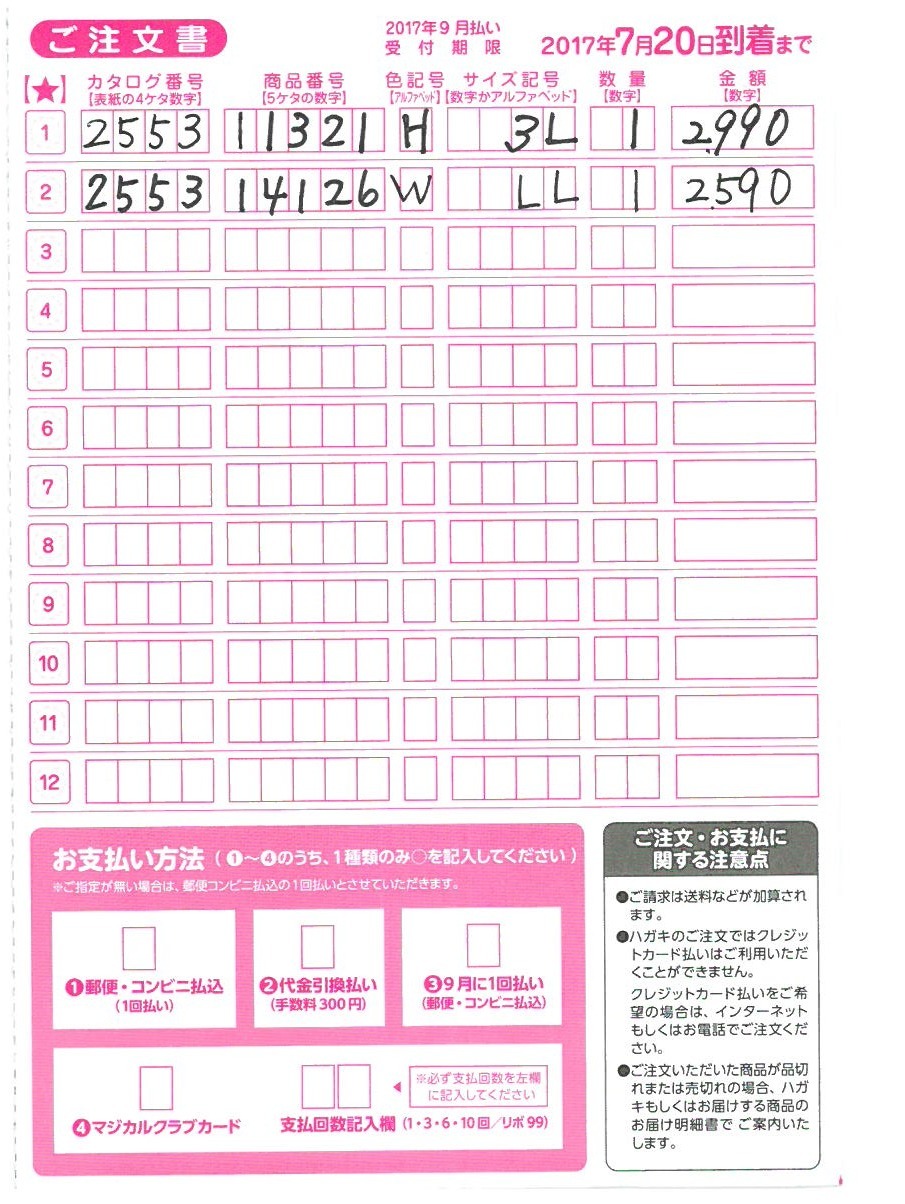 ご注文書
2017年9月払い
受付期限
2017年7月20日到着まで
【★】 カタログ番号 商品番号 色記号 サイズ記号 数量 金額
【表紙の4ケタ数字】 【5ケタの数字】 【アルファベット】 【数字かアルファベット】 【数字】 【数字】
1 2553 11321 H 3L 1 2,990
2 2553 14126 W LL 1 2,590
3
4
5
6
7
8
9
10
11
12
お支払い方法 (❶～❹のうち、1種類のみ○を記入してください)
※ご指定が無い場合は、郵便コンビニ払込の1回払いとさせていただきます。
❶郵便・コンビニ払込
(1回払い)
❷代金引換払い
(手数料300円)
❸9月に1回払い
(郵便・コンビニ払込)
❹マジカルクラブカード
支払回数記入欄 (1・3・6・10回/リボ99)
◀ ※必ず支払回数を左欄
に記入してください
ご注文・お支払に
関する注意点
●ご請求は送料などが加算され
ます。
●ハガキのご注文ではクレジッ
トカード払いはご利用いただ
くことができません。
クレジットカード払いをご希
望の場合は、インターネット
もしくはお電話でご注文くだ
さい。
●ご注文いただいた商品が品切
れまたは売切れの場合、ハガ
キもしくはお届けする商品の
お届け明細書でご案内いた
します。